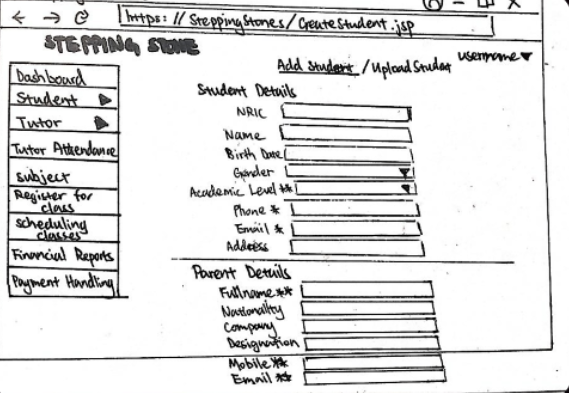 https://SteppingStones/CreateStudent.jsp
STEPPING STONE
username
Add Student / Upload Student
Dashboard
Student
Tutor
Tutor Attendance
subject
Register for
class
scheduling
classes
Financial Reports
Payment Handling
Student Details
NRIC
Name
Birth Date
Gender
Academic Level **
Phone *
Email *
Address
Parent Details
Fullname **
Nationality
Company
Designation
Mobile **
Email **